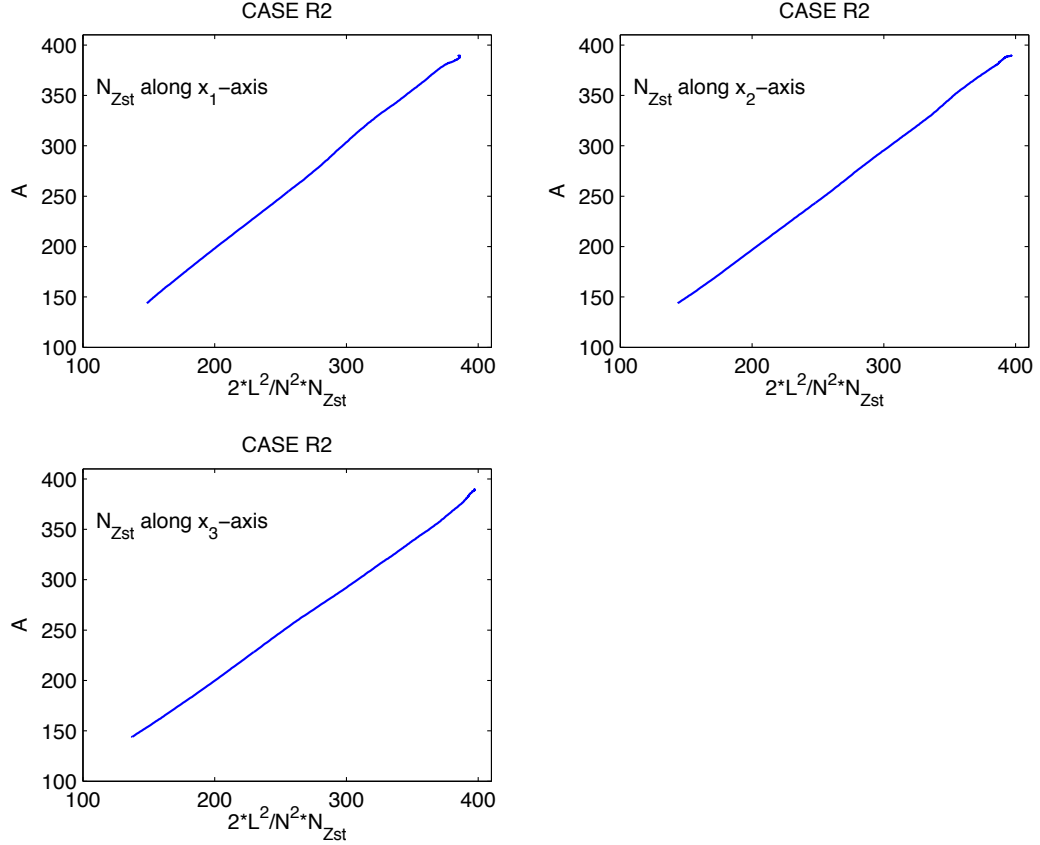 CASE R2
400
350
300
250
200
150
100
A
N_Zst along x_1-axis
100 200 300 400
2*L^2/N^2*N_Zst
CASE R2
400
350
300
250
200
150
100
A
N_Zst along x_2-axis
100 200 300 400
2*L^2/N^2*N_Zst
CASE R2
400
350
300
250
200
150
100
A
N_Zst along x_3-axis
100 200 300 400
2*L^2/N^2*N_Zst